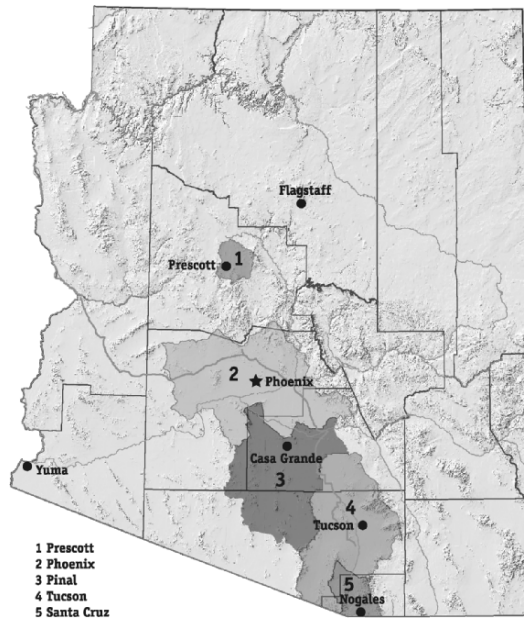 Flagstaff
1
Prescott
2
Phoenix
Casa Grande
3
Yuma
4
Tucson
5
Nogales
1 Prescott
2 Phoenix
3 Pinal
4 Tucson
5 Santa Cruz